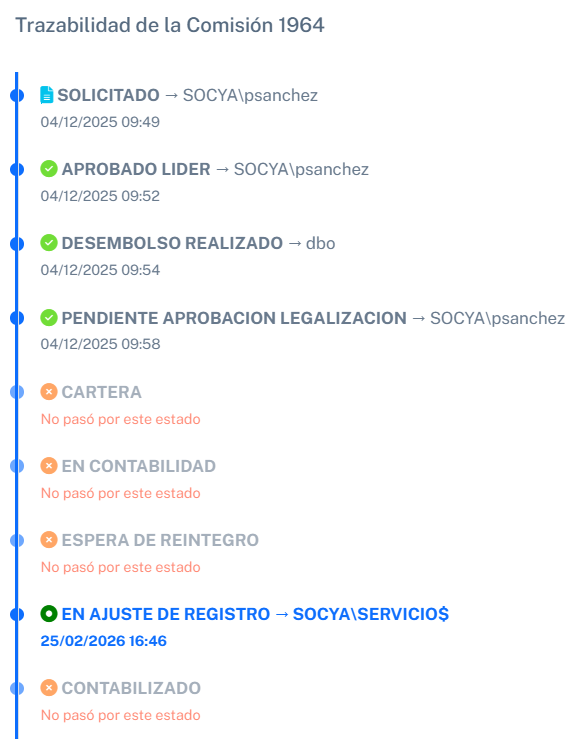 Trazabilidad de la Comisión 1964
SOLICITADO → SOCYA\psanchez
04/12/2025 09:49
APROBADO LIDER → SOCYA\psanchez
04/12/2025 09:52
DESEMBOLSO REALIZADO → dbo
04/12/2025 09:54
PENDIENTE APROBACION LEGALIZACION → SOCYA\psanchez
04/12/2025 09:58
CARTERA
No pasó por este estado
EN CONTABILIDAD
No pasó por este estado
ESPERA DE REINTEGRO
No pasó por este estado
EN AJUSTE DE REGISTRO → SOCYA\SERVICIO$
25/02/2026 16:46
CONTABILIZADO
No pasó por este estado